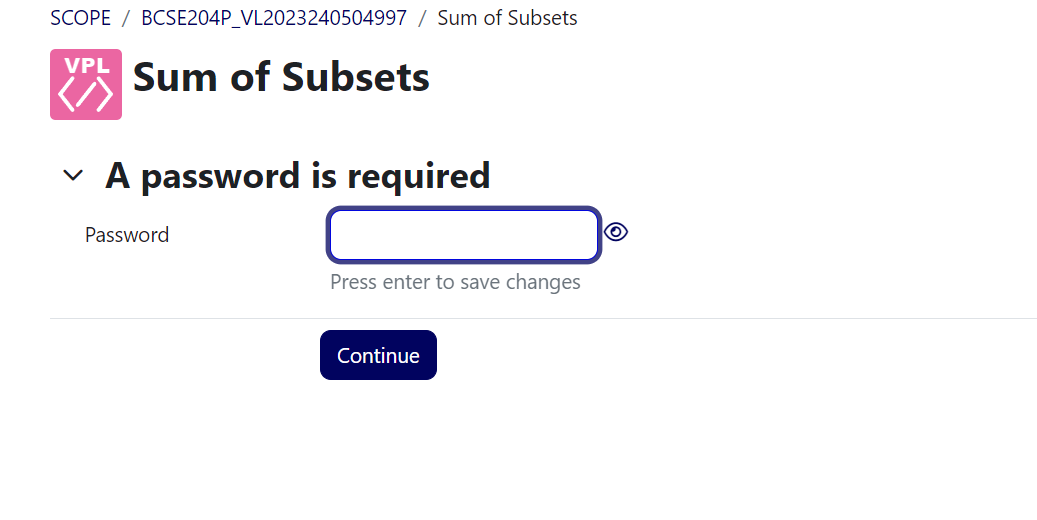 SCOPE / BCSE204P_VL2023240504997 / Sum of Subsets
VPL
</>
Sum of Subsets
A password is required
Password
Press enter to save changes
Continue